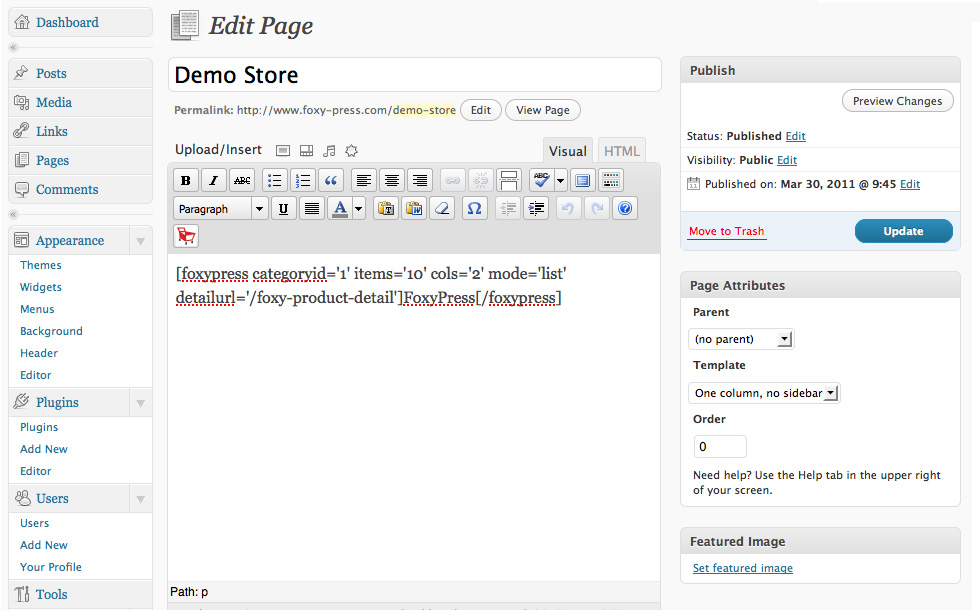 Dashboard
Posts
Media
Links
Pages
Comments
Appearance
Themes
Widgets
Menus
Background
Header
Editor
Plugins
Plugins
Add New
Editor
Users
Users
Add New
Your Profile
Tools
Edit Page
Demo Store
Permalink: http://www.foxy-press.com/demo-store Edit View Page
Upload/Insert
Visual HTML
B I ABC ABC
Paragraph U A
[foxypress categoryid='1' items='10' cols='2' mode='list'
detailurl='/foxy-product-detail']FoxyPress[/foxypress]
Path: p
Publish
Preview Changes
Status: Published Edit
Visibility: Public Edit
Published on: Mar 30, 2011 @ 9:45 Edit
Move to Trash Update
Page Attributes
Parent
(no parent)
Template
One column, no sidebar
Order
0
Need help? Use the Help tab in the upper right
of your screen.
Featured Image
Set featured image